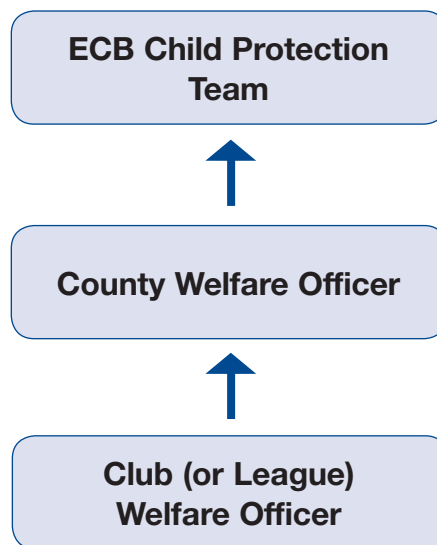 ECB Child Protection
Team
County Welfare Officer
Club (or League)
Welfare Officer